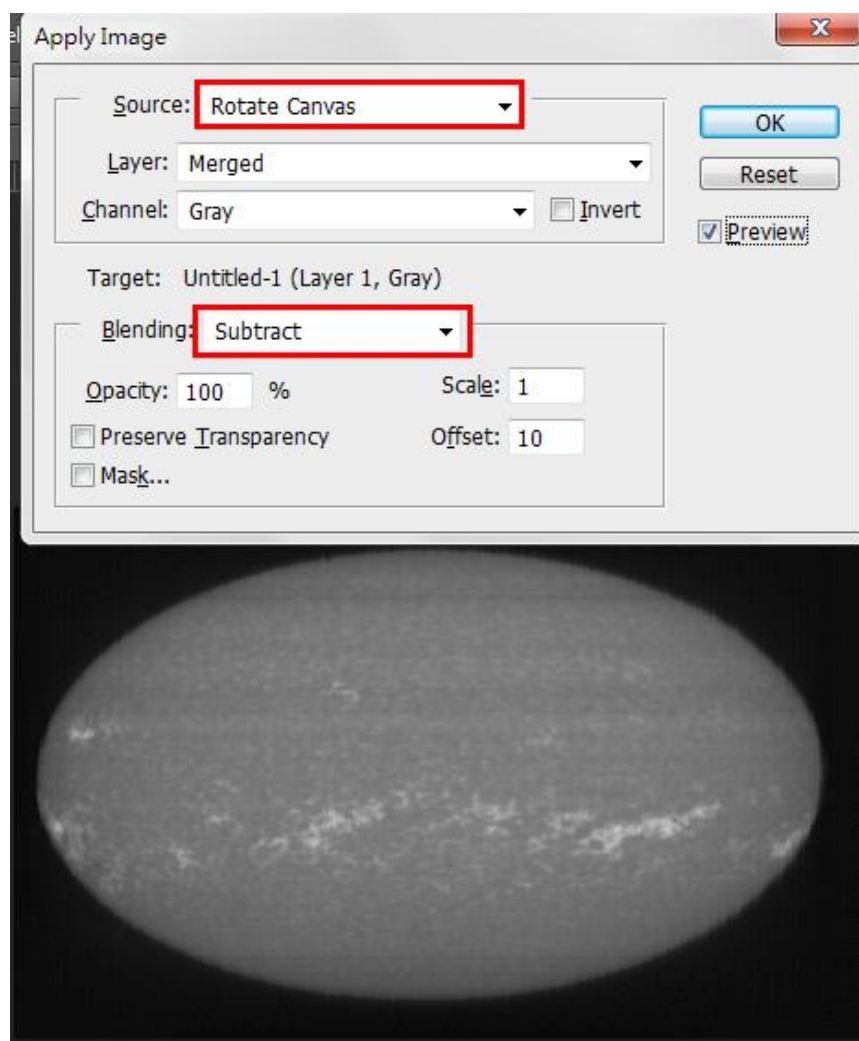 Apply Image
Source: Rotate Canvas
OK
Layer: Merged
Reset
Channel: Gray
Invert
Preview
Target: Untitled-1 (Layer 1, Gray)
Blending: Subtract
Opacity: 100 %
Scale: 1
Preserve Transparency
Offset: 10
Mask...